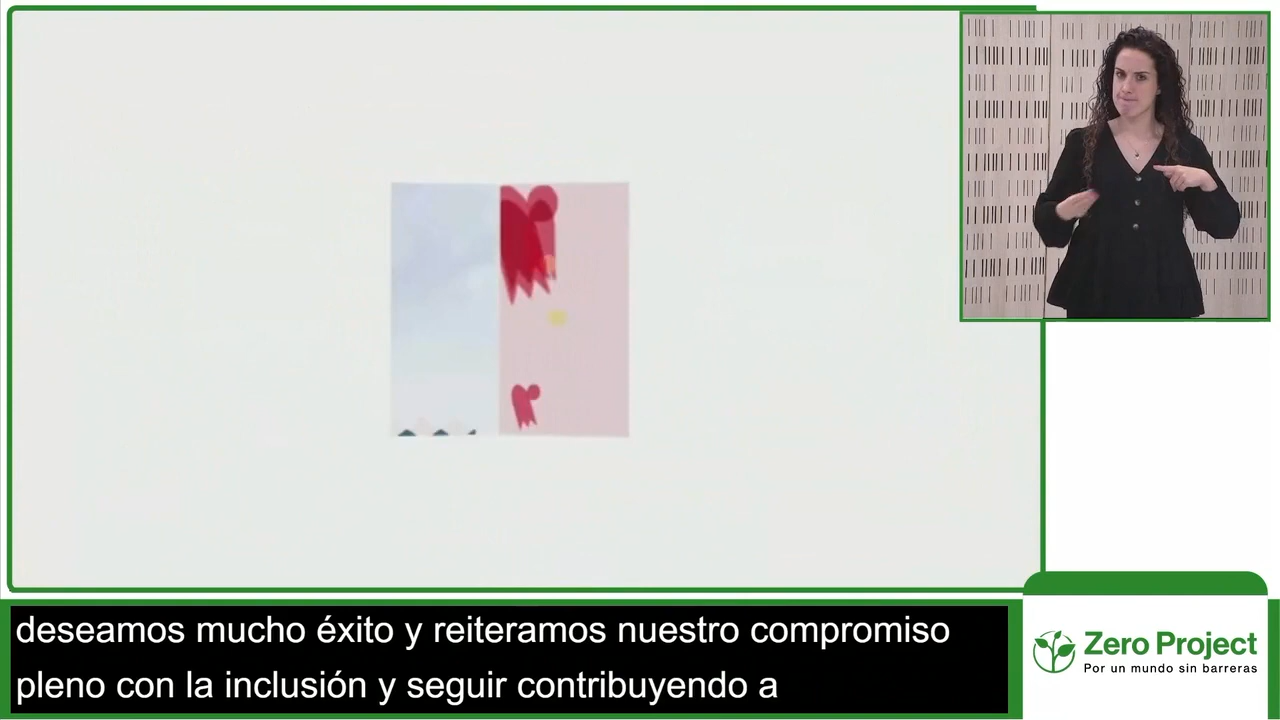 deseamos mucho éxito y reiteramos nuestro compromiso
pleno con la inclusión y seguir contribuyendo a
Zero Project
Por un mundo sin barreras